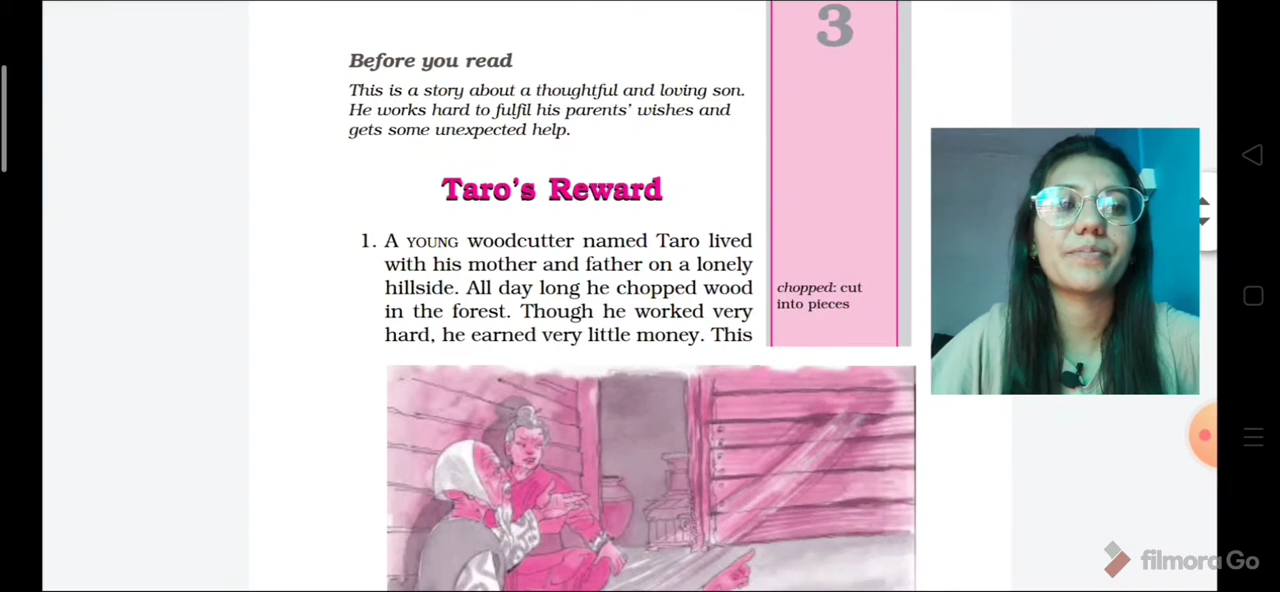 3
Before you read
This is a story about a thoughtful and loving son.
He works hard to fulfil his parents' wishes and
gets some unexpected help.
Taro's Reward
1. A YOUNG woodcutter named Taro lived
with his mother and father on a lonely
hillside. All day long he chopped wood
in the forest. Though he worked very
hard, he earned very little money. This
chopped: cut
into pieces
filmora Go